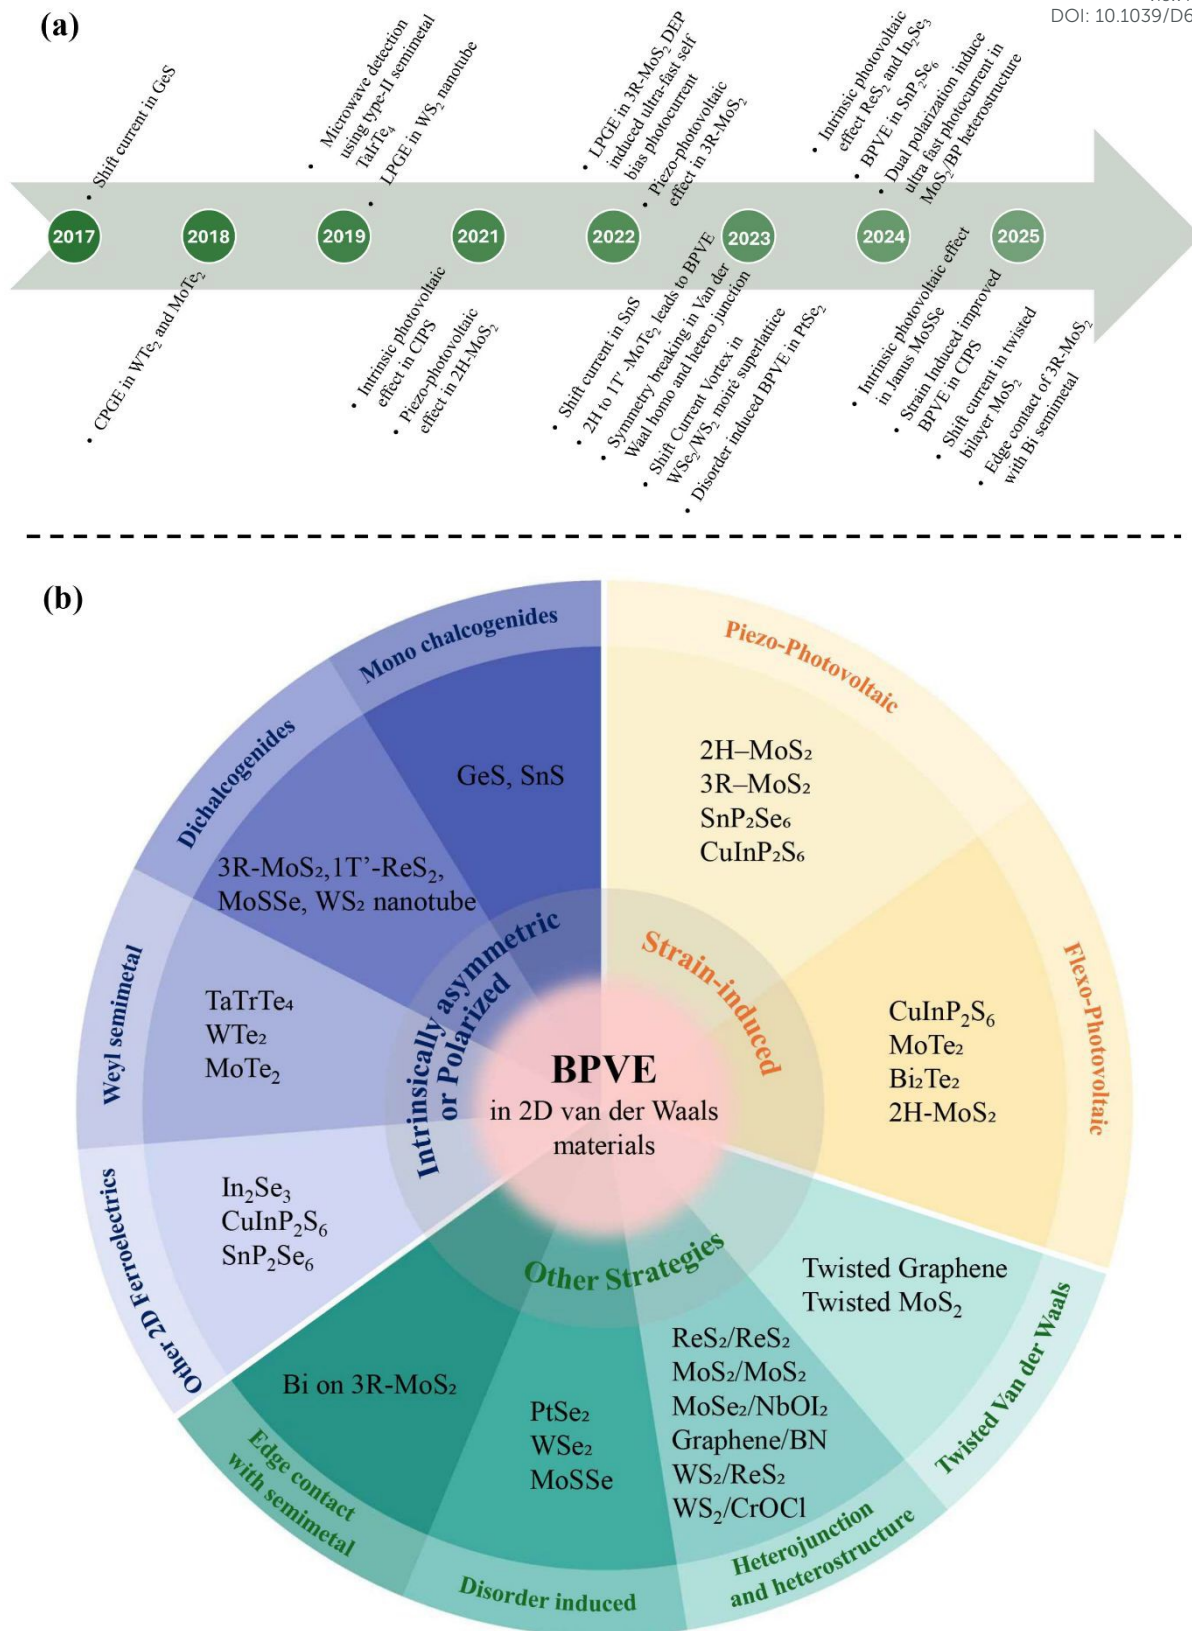 DOI: 10.1039/D6
(a)
• Shift current in GeS
• Microwave detection
using type-II semimetal
TaIrTe₄
• LPGE in WS₂ nanotube
• LPGE in 3R-MoS₂ DEP
induced ultra-fast self
bias photocurrent
• Piezo-photovoltaic
effect in 3R-MoS₂
• Intrinsic photovoltaic
effect ReS₂ and In₂Se₃
• BPVE in SnP₂Se₆
• Dual polarization induce
ultra fast photocurrent in
MoS₂/BP heterostructure
2017
2018
2019
2021
2022
2023
2024
2025
• CPGE in WTe₂ and MoTe₂
• Intrinsic photovoltaic
effect in CIPS
• Piezo-photovoltaic
effect in 2H-MoS₂
• Shift current in SnS
• 2H to 1T' -MoTe₂ leads to BPVE
• Symmetry breaking in Van der
Waal homo and hetero junction
• Shift Current Vortex in
WSe₂/WS₂ moiré superlattice
• Disorder induced BPVE in PtSe₂
• Intrinsic photovoltaic effect
in Janus MoSSe
• Strain Induced improved
BPVE in CIPS
• Shift current in twisted
bilayer MoS₂
• Edge contact of 3R-MoS₂
with Bi semimetal
(b)
Mono chalcogenides
GeS, SnS
Dichalcogenides
3R-MoS₂,1T’-ReS₂,
MoSSe, WS₂ nanotube
Weyl semimetal
TaTrTe₄
WTe₂
MoTe₂
Other 2D Ferroelectrics
In₂Se₃
CuInP₂S₆
SnP₂Se₆
Intrinsically asymmetric
or Polarized
Piezo-Photovoltaic
2H–MoS₂
3R–MoS₂
SnP₂Se₆
CuInP₂S₆
Strain-induced
Flexo-Photovoltaic
CuInP₂S₆
MoTe₂
Bi₂Te₂
2H-MoS₂
BPVE
in 2D van der Waals
materials
Other Strategies
Twisted Graphene
Twisted MoS₂
Twisted Van der Waals
ReS₂/ReS₂
MoS₂/MoS₂
MoSe₂/NbOI₂
Graphene/BN
WS₂/ReS₂
WS₂/CrOCl
Heterojunction
and heterostructure
PtSe₂
WSe₂
MoSSe
Disorder induced
Bi on 3R-MoS₂
Edge contact
with semimetal